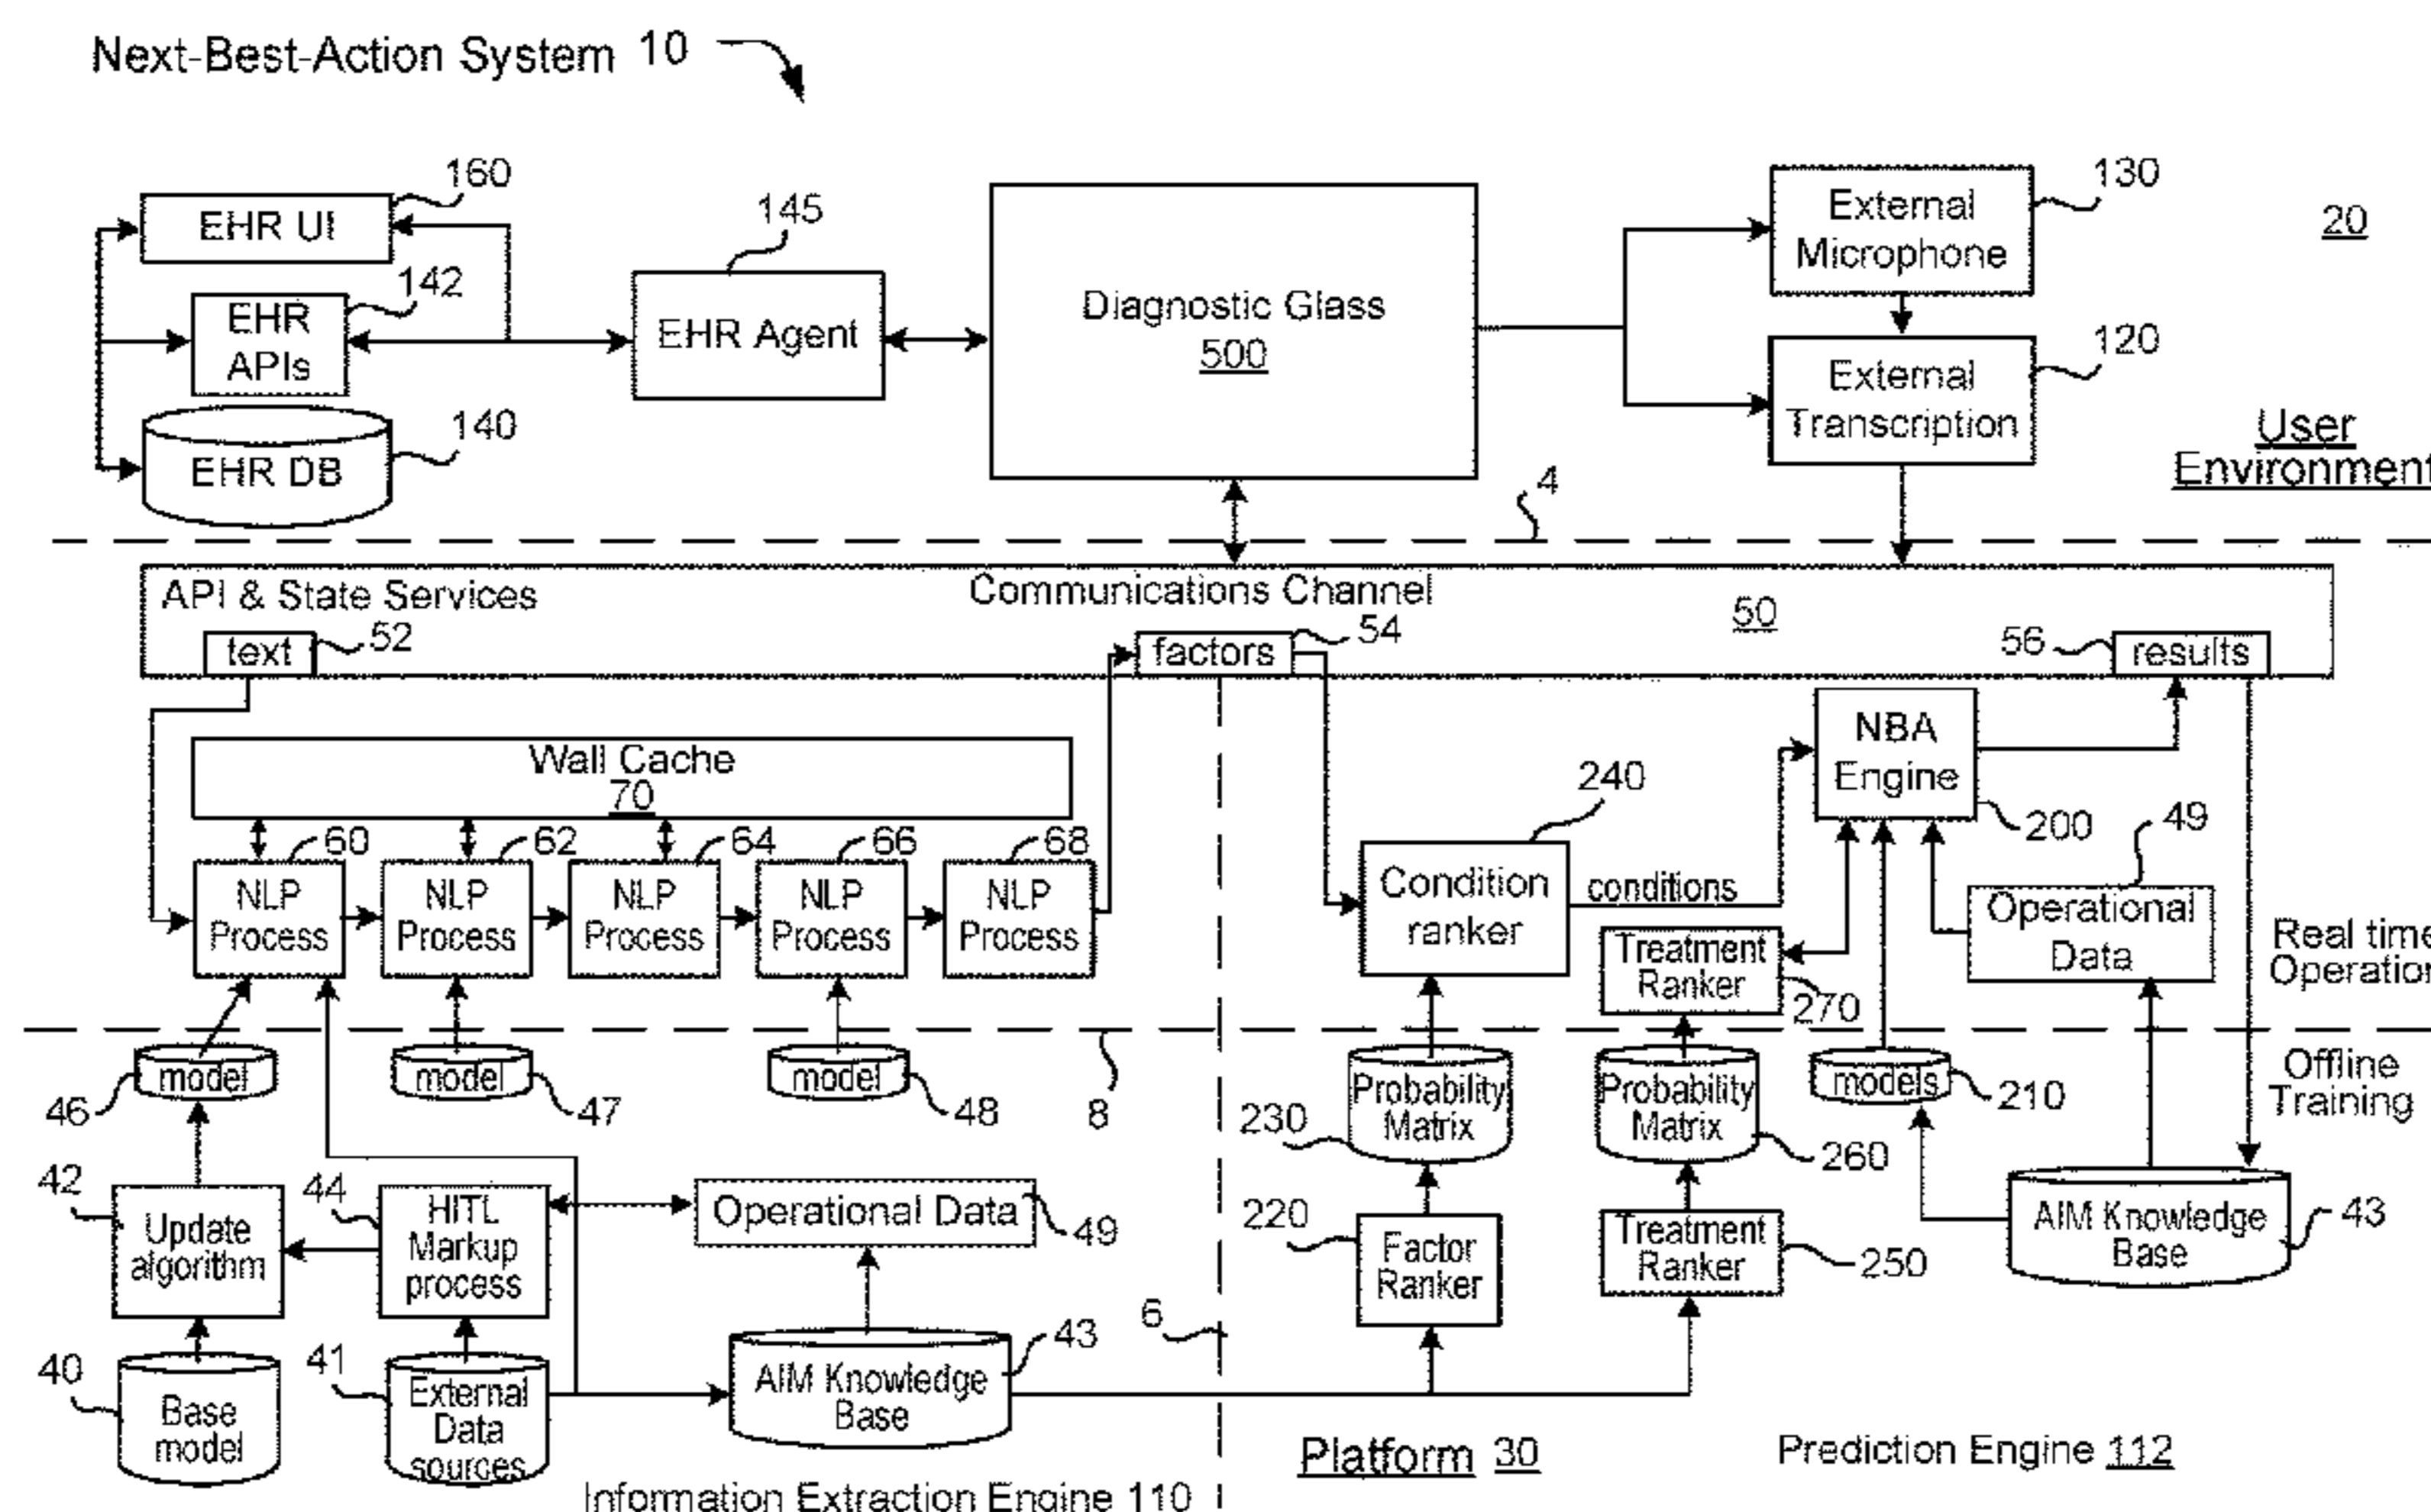 Next-Best-Action System 10
160
EHR UI
145
130
External
Microphone
20
142
EHR
APIs
EHR Agent
Diagnostic Glass
500
120
External
Transcription
140
EHR DB
User
Environment
4
API & State Services
Communications Channel
50
text
52
factors
54
56
results
Wall Cache
70
NBA
Engine
200
240
49
60
62
64
66
68
NLP
Process
NLP
Process
NLP
Process
NLP
Process
NLP
Process
Condition
ranker
conditions
Treatment
Ranker
270
Operational
Data
Real time
Operation
model
46
model
47
model
48
8
Probability
Matrix
230
Probability
Matrix
260
models
210
Offline
Training
42
Update
algorithm
44
HITL
Markup
process
Operational Data
49
220
Factor
Ranker
Treatment
Ranker
250
AIM Knowledge
Base
43
40
Base
model
41
External
Data
sources
AIM Knowledge
Base
43
6
Platform 30
Prediction Engine 112
Information Extraction Engine 110